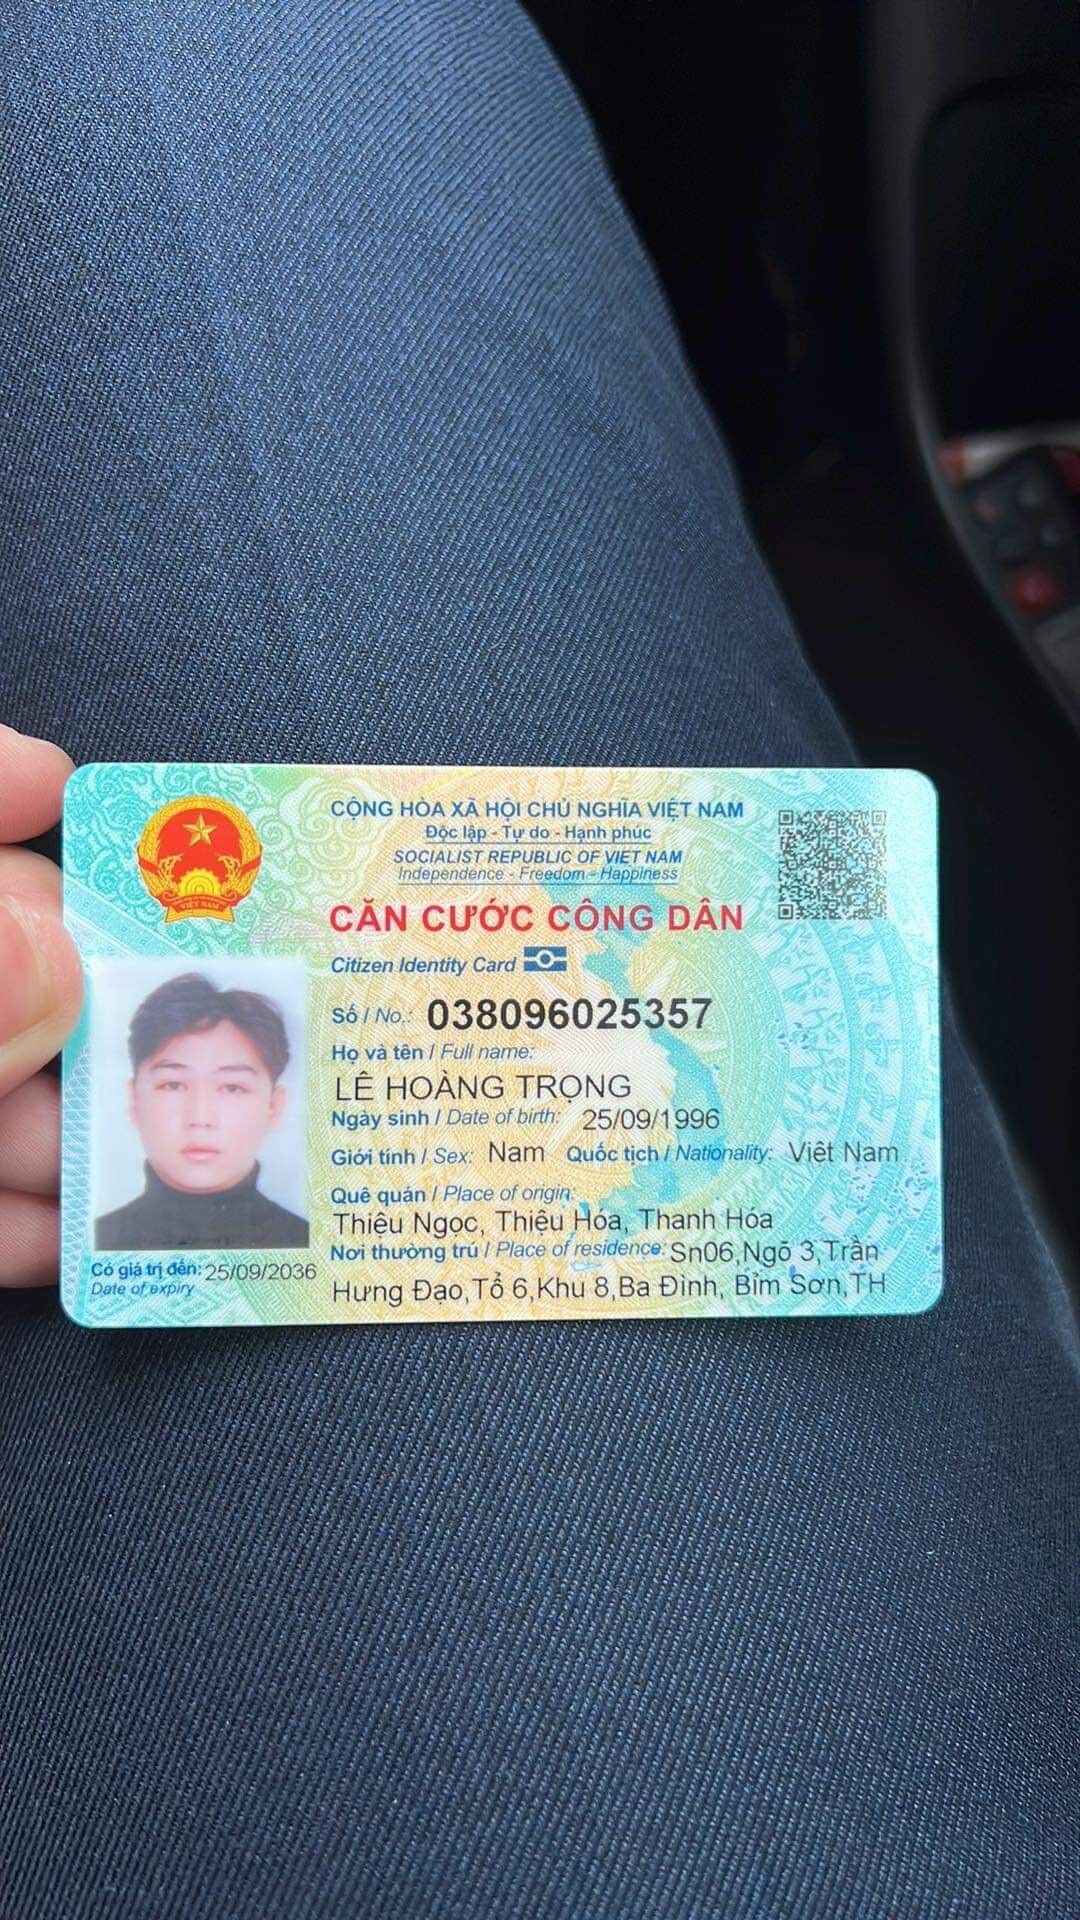 CỘNG HÒA XÃ HỘI CHỦ NGHĨA VIỆT NAM
Độc lập - Tự do - Hạnh phúc
SOCIALIST REPUBLIC OF VIET NAM
Independence - Freedom - Happiness
CĂN CƯỚC CÔNG DÂN
Citizen Identity Card
Số / No.: 038096025357
Họ và tên / Full name:
LÊ HOÀNG TRỌNG
Ngày sinh / Date of birth: 25/09/1996
Giới tính / Sex: Nam Quốc tịch / Nationality: Việt Nam
Quê quán / Place of origin:
Thiệu Ngọc, Thiệu Hóa, Thanh Hóa
Nơi thường trú / Place of residence: Sn06,Ngõ 3,Trần
Hưng Đạo,Tổ 6,Khu 8,Ba Đình, Bỉm Sơn,TH
Có giá trị đến: 25/09/2036
Date of expiry
VIỆT NAM